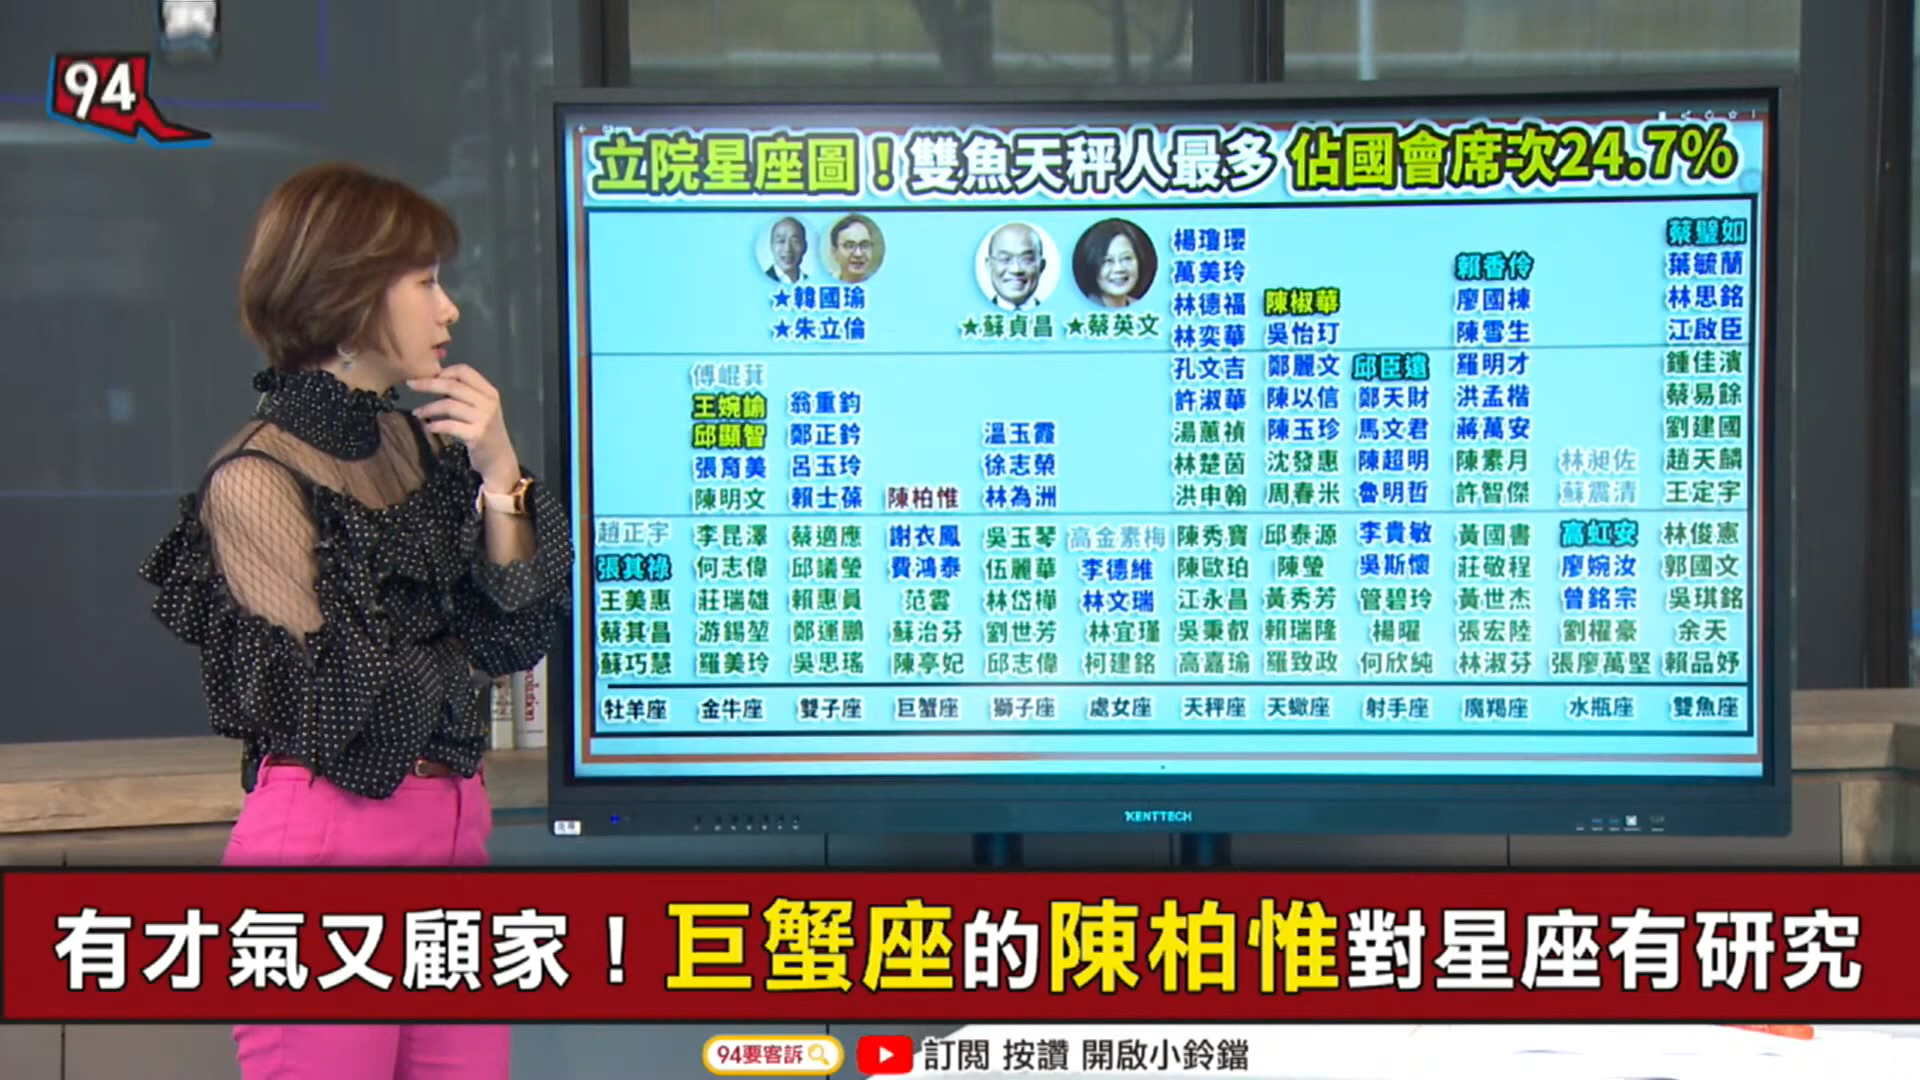 94
立院星座圖！雙魚天秤人最多 佔國會席次24.7%
楊瓊瓔 蔡壁如
萬美玲 賴香伶 葉毓蘭
★韓國瑜 林德福 陳椒華 廖國棟 林思銘
★朱立倫 ★蘇貞昌 ★蔡英文 林奕華 吳怡玎 陳雪生 江啟臣
傅崐萁 孔文吉 鄭麗文 邱臣遠 羅明才 鍾佳濱
王婉諭 翁重鈞 許淑華 陳以信 鄭天財 洪孟楷 蔡易餘
邱顯智 鄭正鈐 溫玉霞 湯蕙禎 陳玉珍 馬文君 蔣萬安 劉建國
張育美 呂玉玲 徐志榮 林楚茵 沈發惠 陳超明 陳素月 林昶佐 趙天麟
陳明文 賴士葆 陳柏惟 林為洲 洪申翰 周春米 魯明哲 許智傑 蘇震清 王定宇
趙正宇 李昆澤 蔡適應 謝衣鳳 吳玉琴 高金素梅 陳秀寶 邱泰源 李貴敏 黃國書 高虹安 林俊憲
張其祿 何志偉 邱議瑩 費鴻泰 伍麗華 李德維 陳歐珀 陳瑩 吳斯懷 莊敬程 廖婉汝 郭國文
王美惠 莊瑞雄 賴惠員 范雲 林岱樺 林文瑞 江永昌 黃秀芳 管碧玲 黃世杰 曾銘宗 吳琪銘
蔡其昌 游錫堃 鄭運鵬 蘇治芬 劉世芳 林宜瑾 吳秉叡 賴瑞隆 楊曜 張宏陸 劉櫂豪 余天
蘇巧慧 羅美玲 吳思瑤 陳亭妃 邱志偉 柯建銘 高嘉瑜 羅致政 何欣純 林淑芬 張廖萬堅 賴品妤
牡羊座 金牛座 雙子座 巨蟹座 獅子座 處女座 天秤座 天蠍座 射手座 魔羯座 水瓶座 雙魚座
KENTTECH
有才氣又顧家！巨蟹座的陳柏惟對星座有研究
94要客訴 訂閱 按讚 開啟小鈴鐺